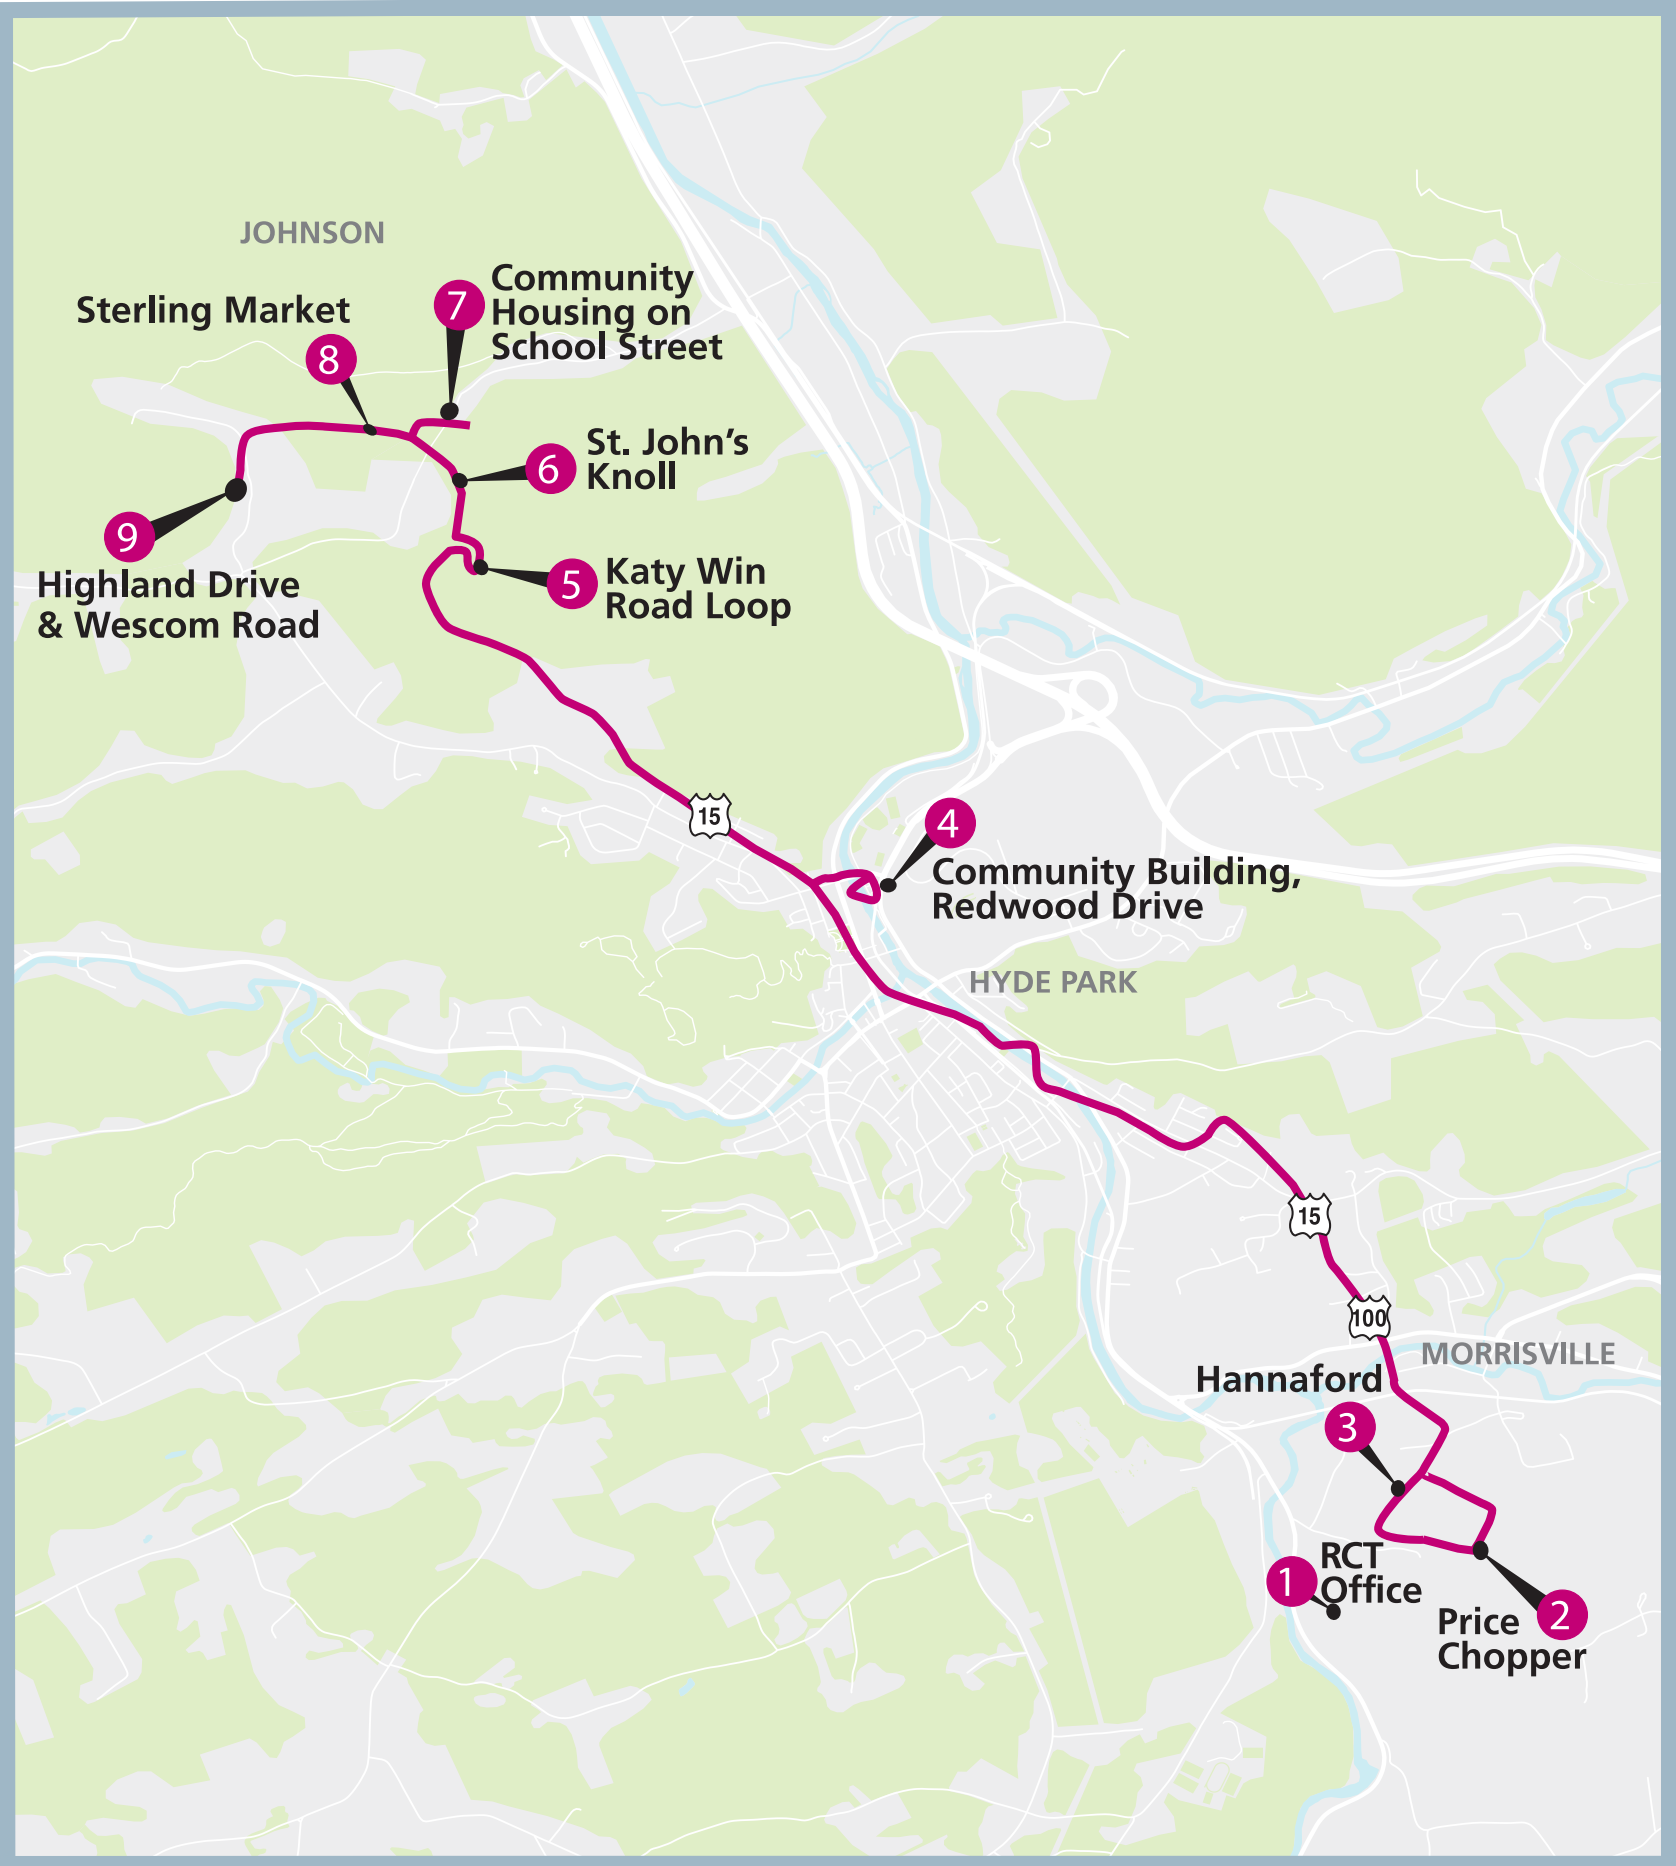 JOHNSON
Sterling Market
8
7
Community
Housing on
School Street
6
St. John’s
Knoll
9
Highland Drive
& Wescom Road
5
Katy Win
Road Loop
15
4
Community Building,
Redwood Drive
HYDE PARK
15
100
MORRISVILLE
Hannaford
3
1
RCT
Office
2
Price
Chopper